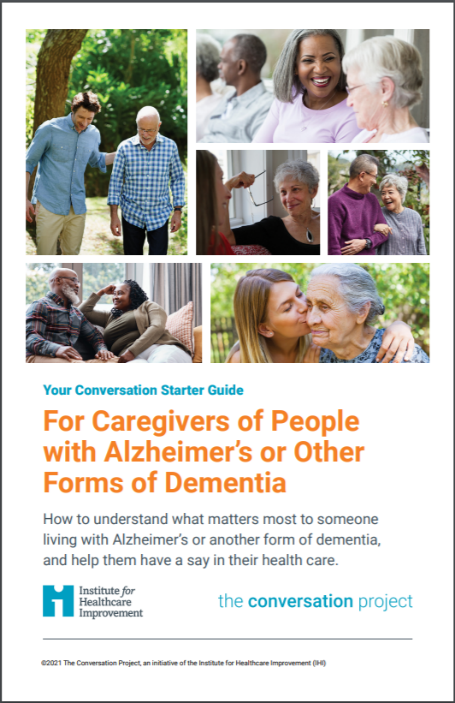 Your Conversation Starter Guide
For Caregivers of People
with Alzheimer's or Other
Forms of Dementia
How to understand what matters most to someone
living with Alzheimer's or another form of dementia,
and help them have a say in their health care.
Institute for
Healthcare
Improvement
the conversation project
©2021 The Conversation Project, an initiative of the Institute for Healthcare Improvement (IHI)